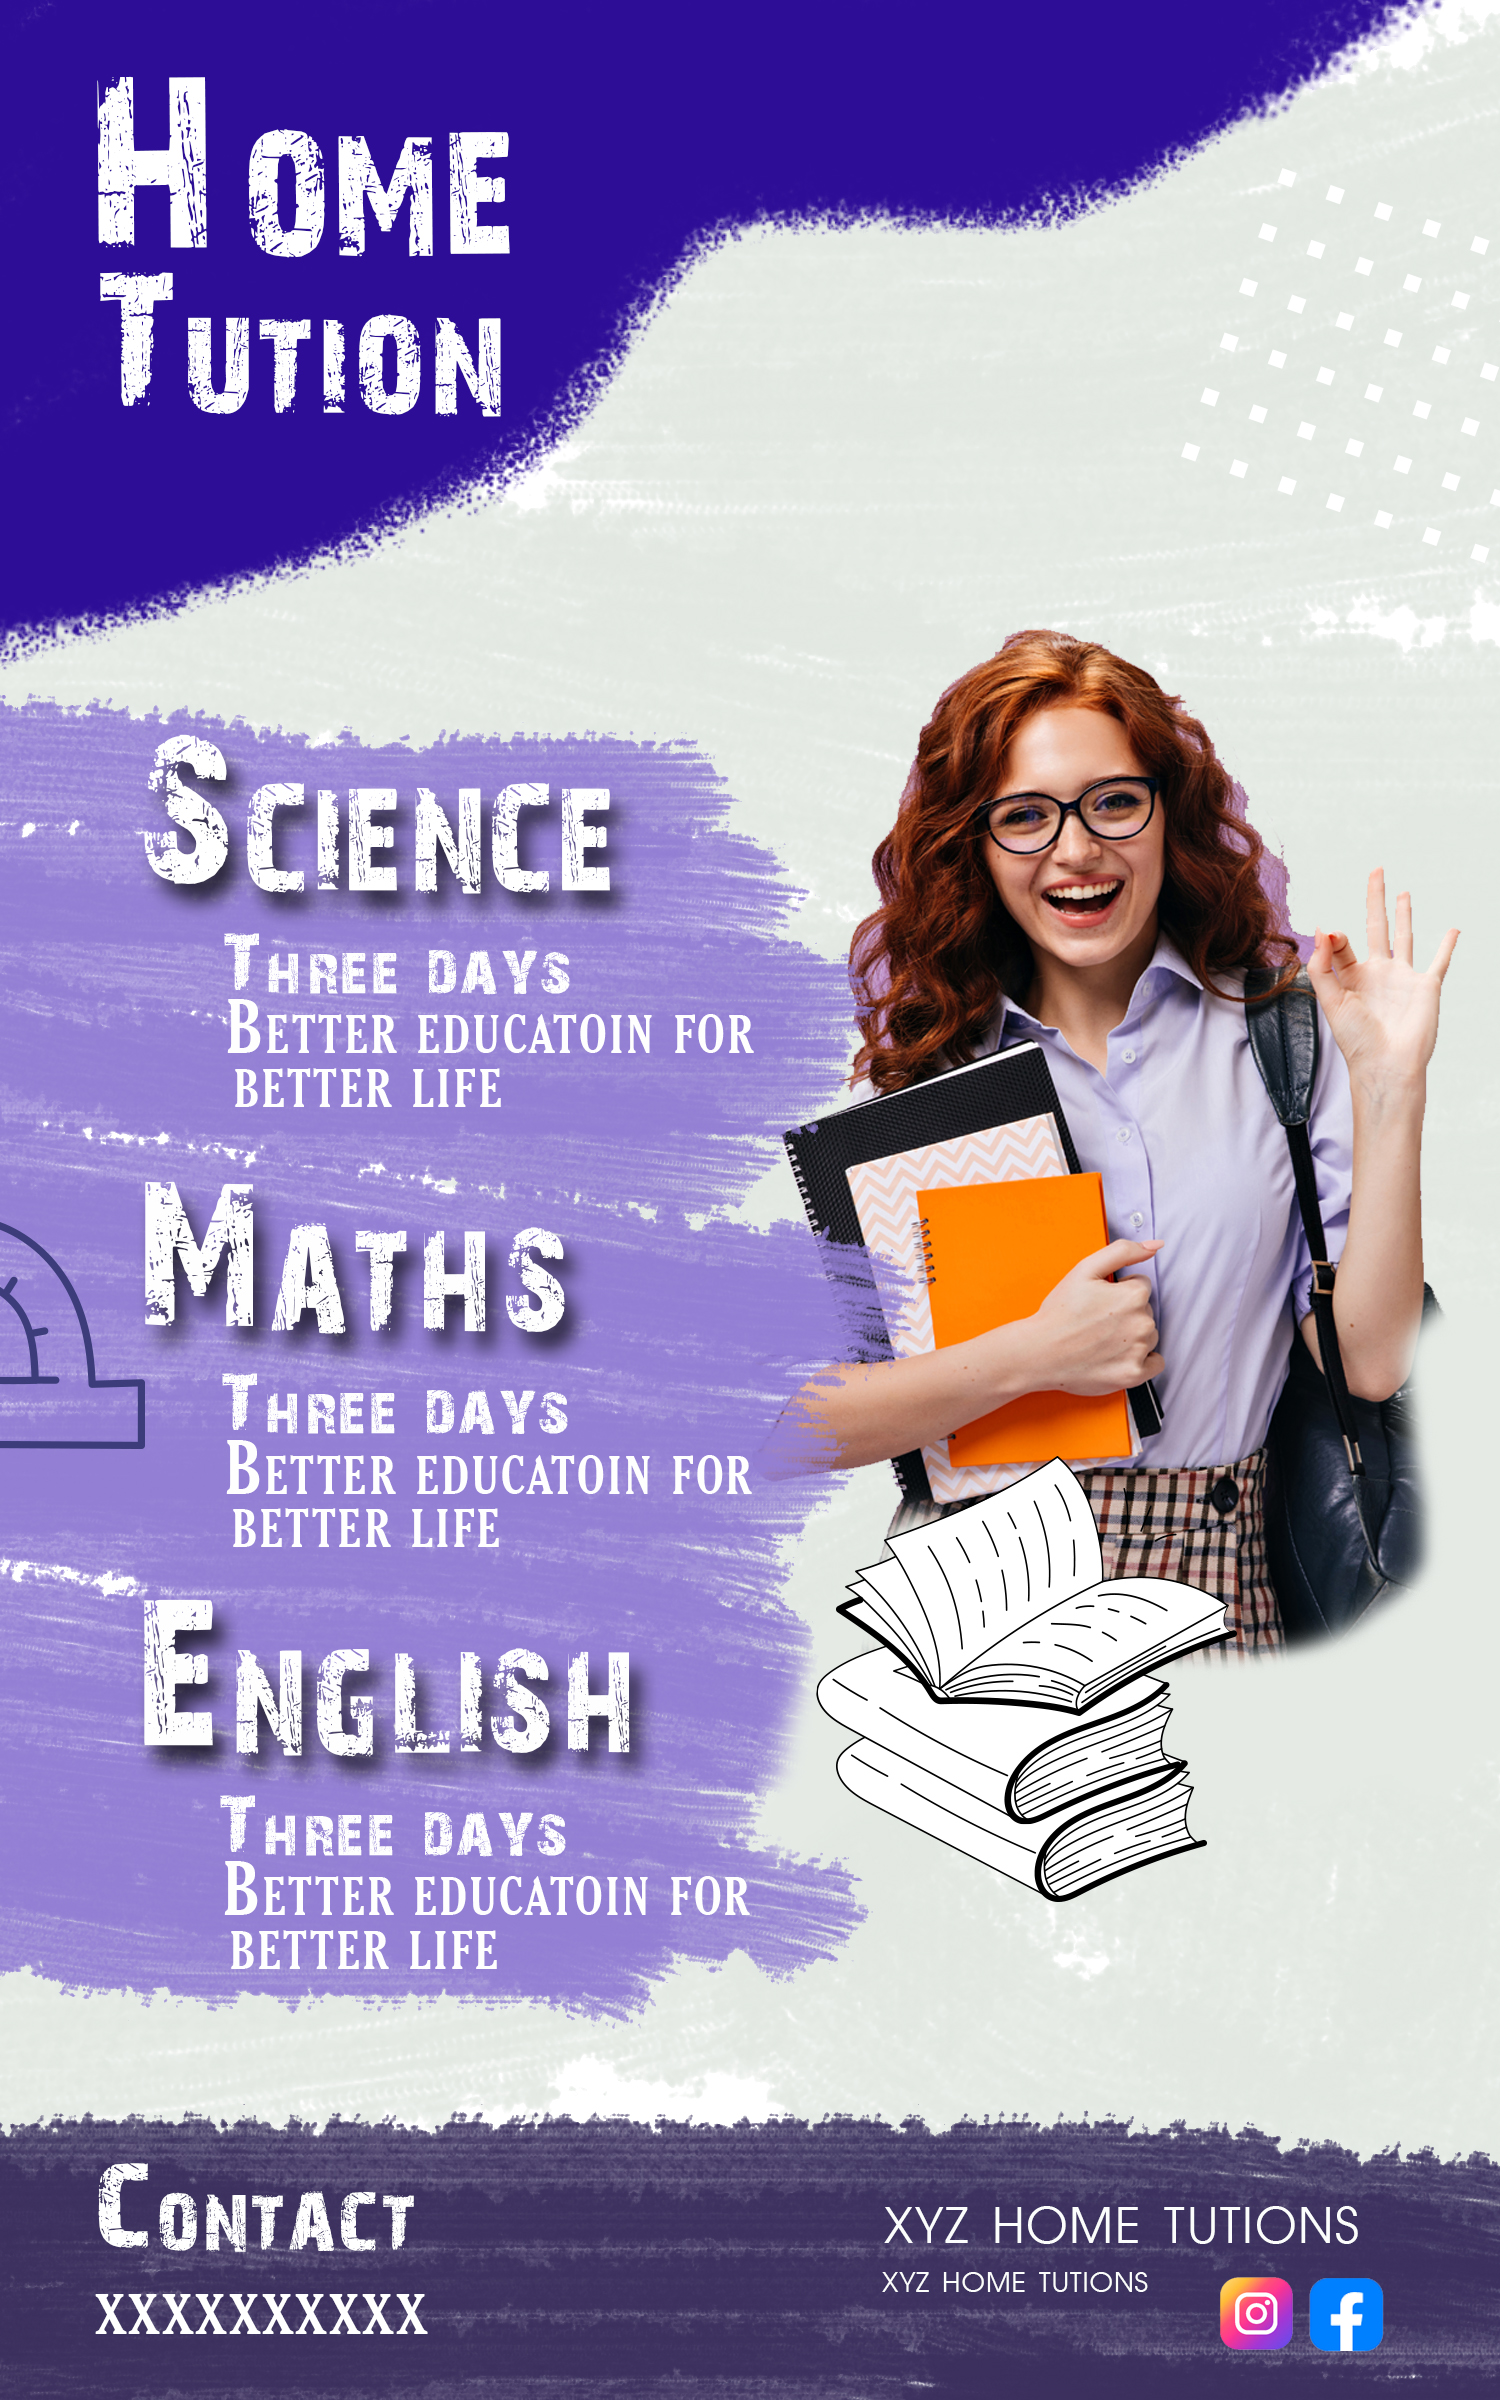 Home
Tution
Science
Three days
Better educatoin for
better life
Maths
Three days
Better educatoin for
better life
English
Three days
Better educatoin for
better life
Contact
XXXXXXXXXX
XYZ HOME TUTIONS
XYZ HOME TUTIONS